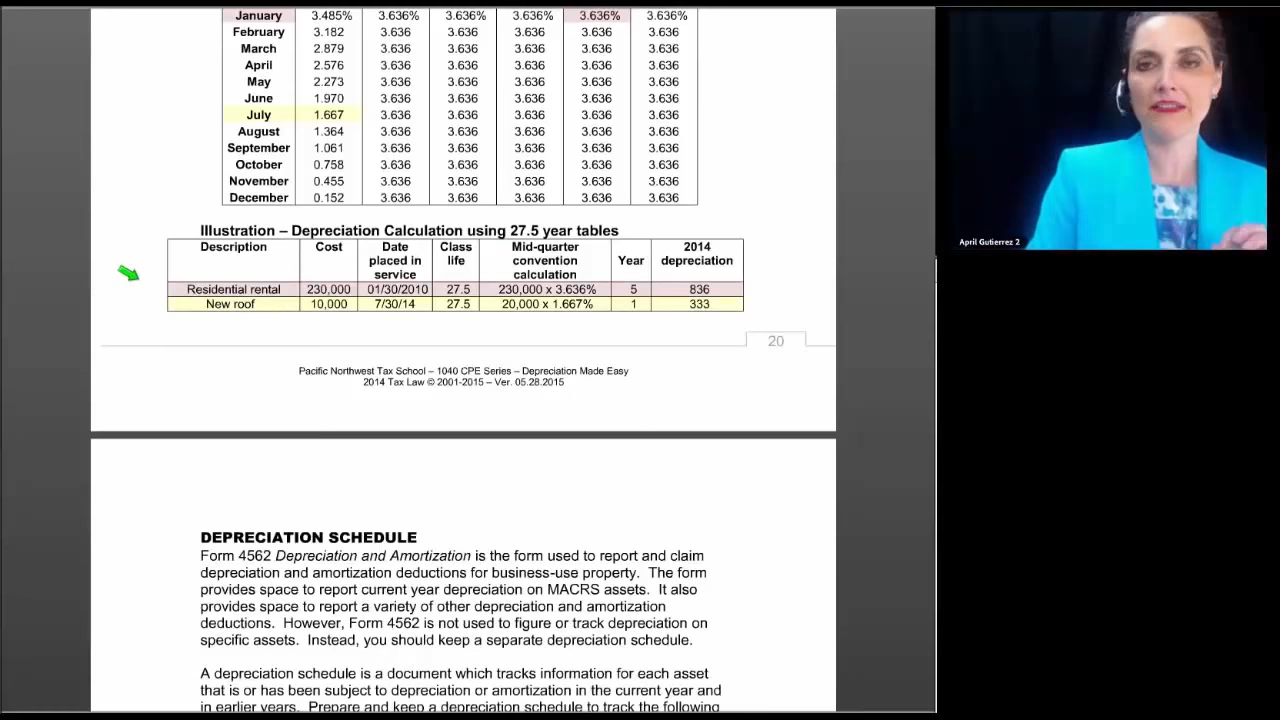 January 3.485% 3.636% 3.636% 3.636% 3.636% 3.636%
February 3.182 3.636 3.636 3.636 3.636 3.636
March 2.879 3.636 3.636 3.636 3.636 3.636
April 2.576 3.636 3.636 3.636 3.636 3.636
May 2.273 3.636 3.636 3.636 3.636 3.636
June 1.970 3.636 3.636 3.636 3.636 3.636
July 1.667 3.636 3.636 3.636 3.636 3.636
August 1.364 3.636 3.636 3.636 3.636 3.636
September 1.061 3.636 3.636 3.636 3.636 3.636
October 0.758 3.636 3.636 3.636 3.636 3.636
November 0.455 3.636 3.636 3.636 3.636 3.636
December 0.152 3.636 3.636 3.636 3.636 3.636
Illustration – Depreciation Calculation using 27.5 year tables
Description Cost Date Class Mid-quarter 2014
placed in life convention Year depreciation
service calculation
Residential rental 230,000 01/30/2010 27.5 230,000 x 3.636% 5 836
New roof 10,000 7/30/14 27.5 20,000 x 1.667% 1 333
20
Pacific Northwest Tax School – 1040 CPE Series – Depreciation Made Easy
2014 Tax Law © 2001-2015 – Ver. 05.28.2015
DEPRECIATION SCHEDULE
Form 4562 Depreciation and Amortization is the form used to report and claim
depreciation and amortization deductions for business-use property. The form
provides space to report current year depreciation on MACRS assets. It also
provides space to report a variety of other depreciation and amortization
deductions. However, Form 4562 is not used to figure or track depreciation on
specific assets. Instead, you should keep a separate depreciation schedule.
A depreciation schedule is a document which tracks information for each asset
that is or has been subject to depreciation or amortization in the current year and
in earlier years. Prepare and keep a depreciation schedule to track the following
April Gutierrez 2